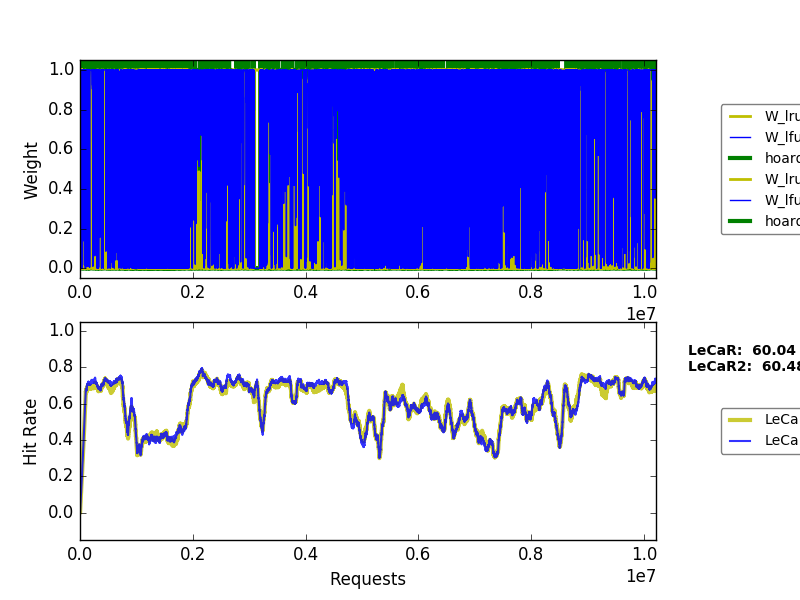 1.0
0.8
0.6
0.4
0.2
0.0
Weight
0.0 0.2 0.4 0.6 0.8 1.0
1e7
W_lru
W_lfu
hoard
W_lru
W_lfu
hoard
1.0
0.8
0.6
0.4
0.2
0.0
Hit Rate
0.0 0.2 0.4 0.6 0.8 1.0
1e7
Requests
LeCaR: 60.04
LeCaR2: 60.48
LeCa
LeCa